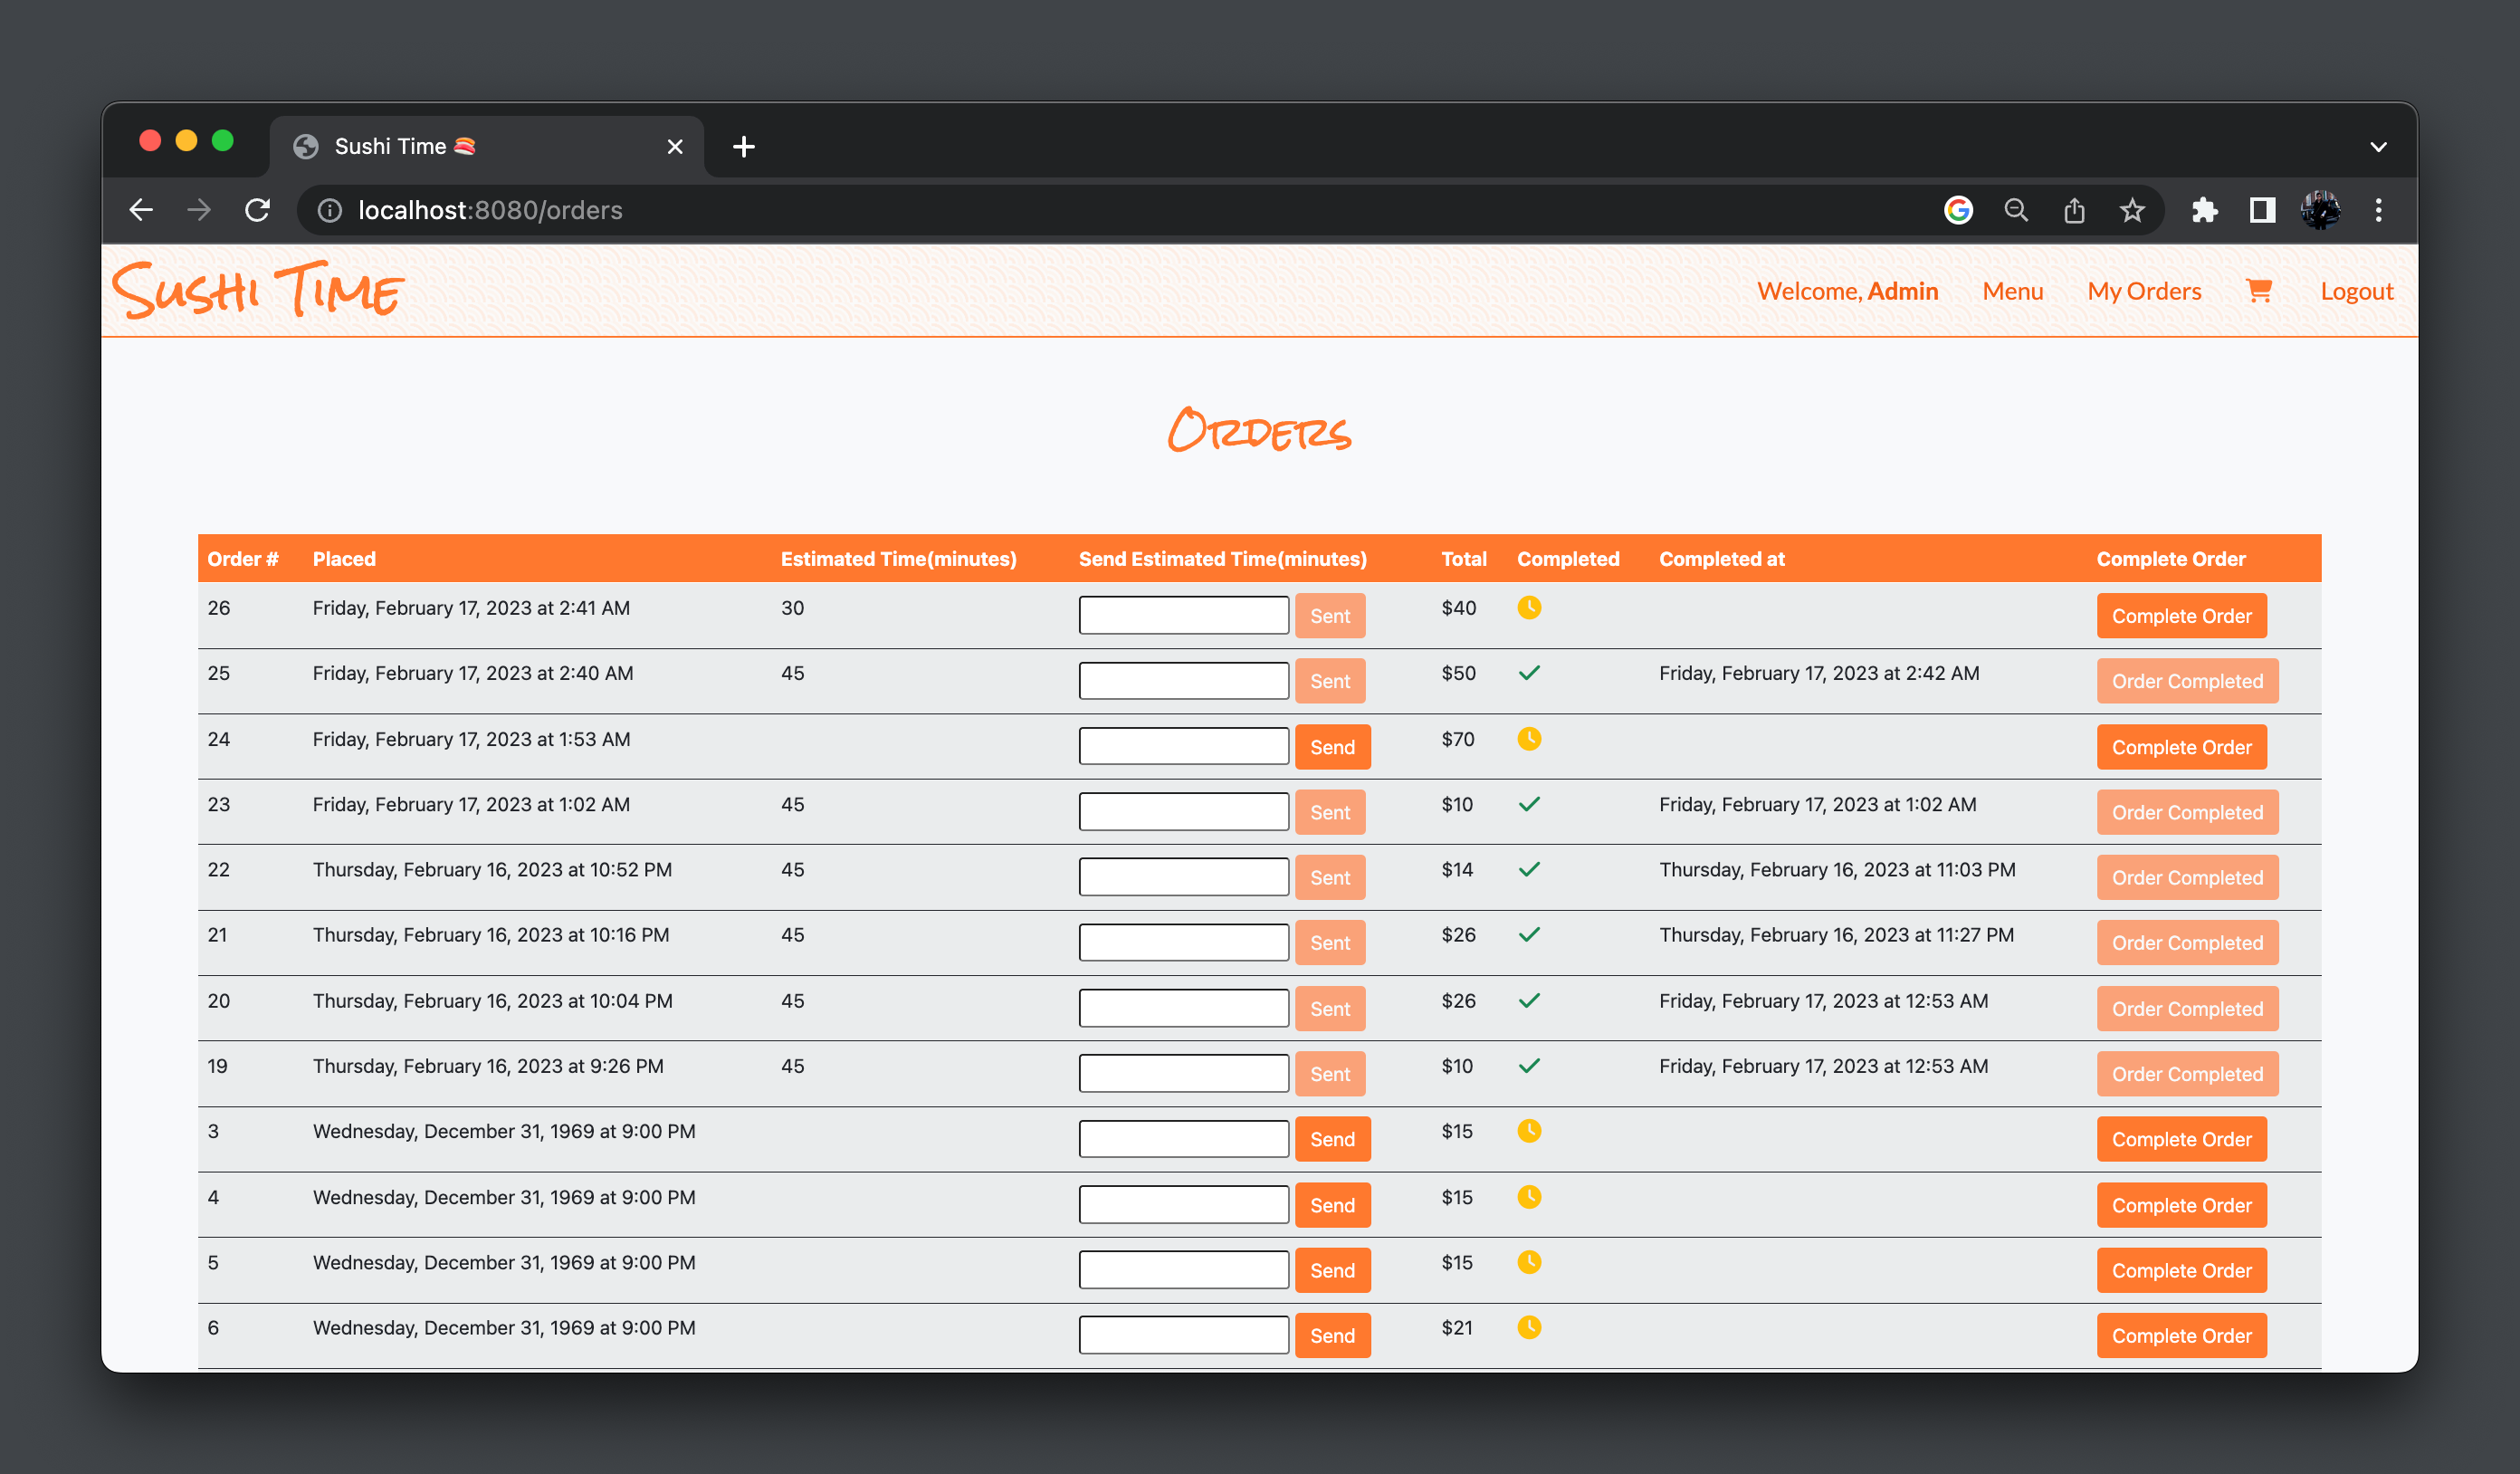 Sushi Time 🍣
localhost:8080/orders
Sushi Time
Welcome, Admin Menu My Orders Logout
Orders
Order # Placed Estimated Time(minutes) Send Estimated Time(minutes) Total Completed Completed at Complete Order
26 Friday, February 17, 2023 at 2:41 AM 30 Sent $40 Complete Order
25 Friday, February 17, 2023 at 2:40 AM 45 Sent $50 Friday, February 17, 2023 at 2:42 AM Order Completed
24 Friday, February 17, 2023 at 1:53 AM Send $70 Complete Order
23 Friday, February 17, 2023 at 1:02 AM 45 Sent $10 Friday, February 17, 2023 at 1:02 AM Order Completed
22 Thursday, February 16, 2023 at 10:52 PM 45 Sent $14 Thursday, February 16, 2023 at 11:03 PM Order Completed
21 Thursday, February 16, 2023 at 10:16 PM 45 Sent $26 Thursday, February 16, 2023 at 11:27 PM Order Completed
20 Thursday, February 16, 2023 at 10:04 PM 45 Sent $26 Friday, February 17, 2023 at 12:53 AM Order Completed
19 Thursday, February 16, 2023 at 9:26 PM 45 Sent $10 Friday, February 17, 2023 at 12:53 AM Order Completed
3 Wednesday, December 31, 1969 at 9:00 PM Send $15 Complete Order
4 Wednesday, December 31, 1969 at 9:00 PM Send $15 Complete Order
5 Wednesday, December 31, 1969 at 9:00 PM Send $15 Complete Order
6 Wednesday, December 31, 1969 at 9:00 PM Send $21 Complete Order